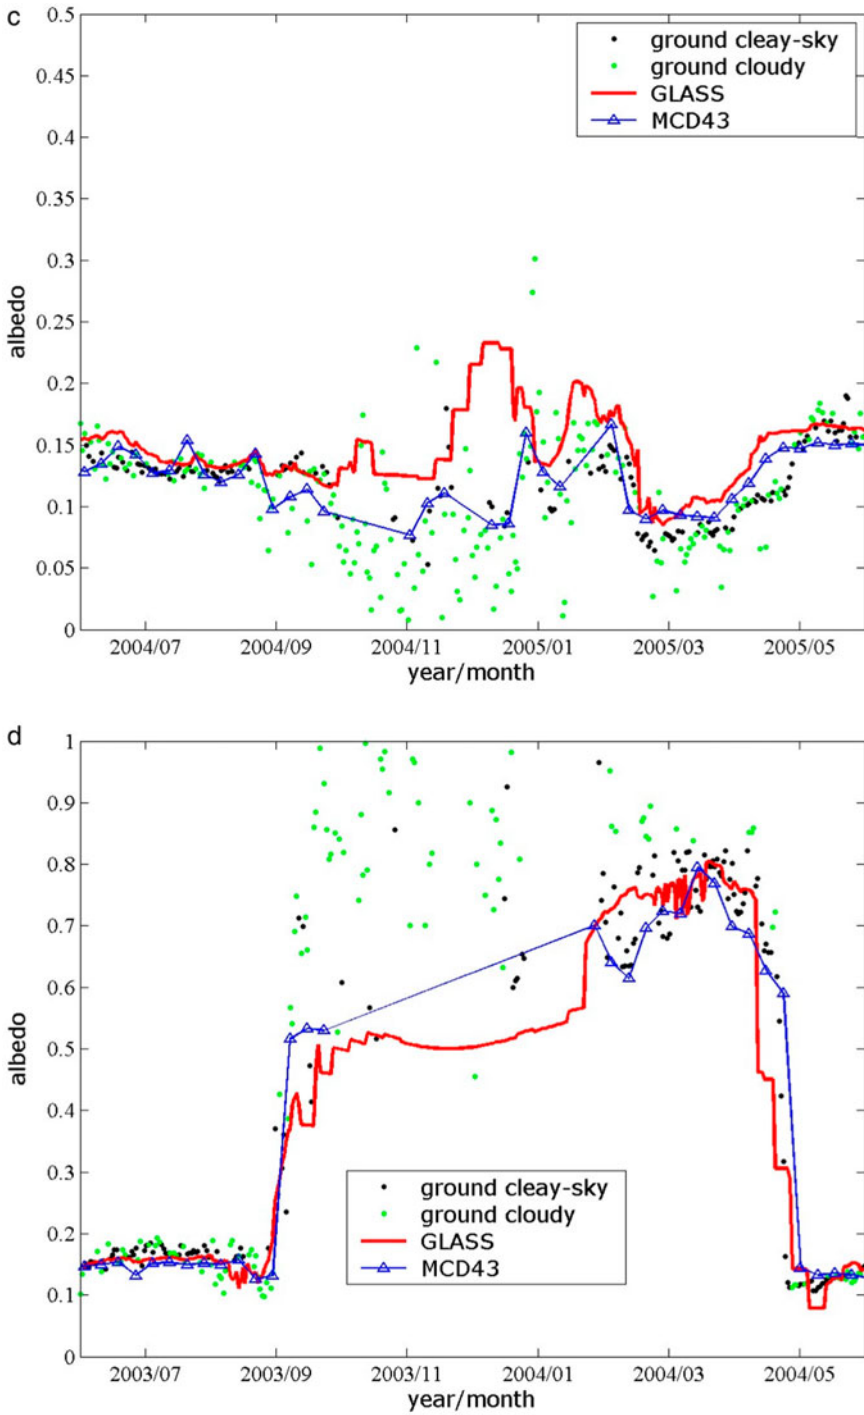 c
0.5
0.45
0.4
0.35
0.3
0.25
0.2
0.15
0.1
0.05
0
albedo
ground cleay-sky
ground cloudy
GLASS
MCD43
2004/07 2004/09 2004/11 2005/01 2005/03 2005/05
year/month
d
1
0.9
0.8
0.7
0.6
0.5
0.4
0.3
0.2
0.1
0
albedo
ground cleay-sky
ground cloudy
GLASS
MCD43
2003/07 2003/09 2003/11 2004/01 2004/03 2004/05
year/month